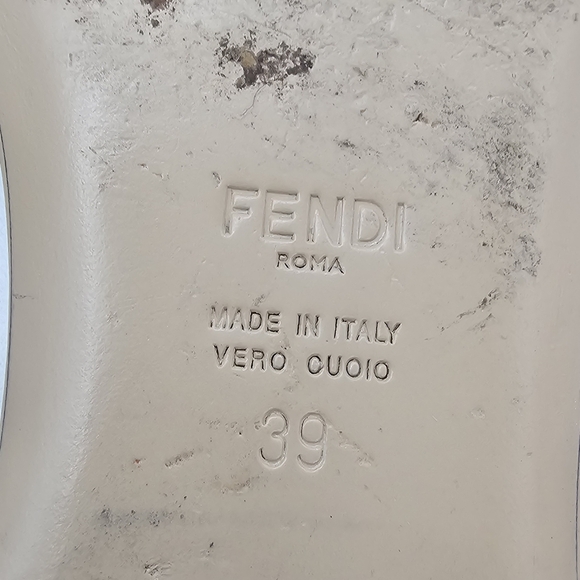 FENDI
ROMA
MADE IN ITALY
VERO CUOIO
39